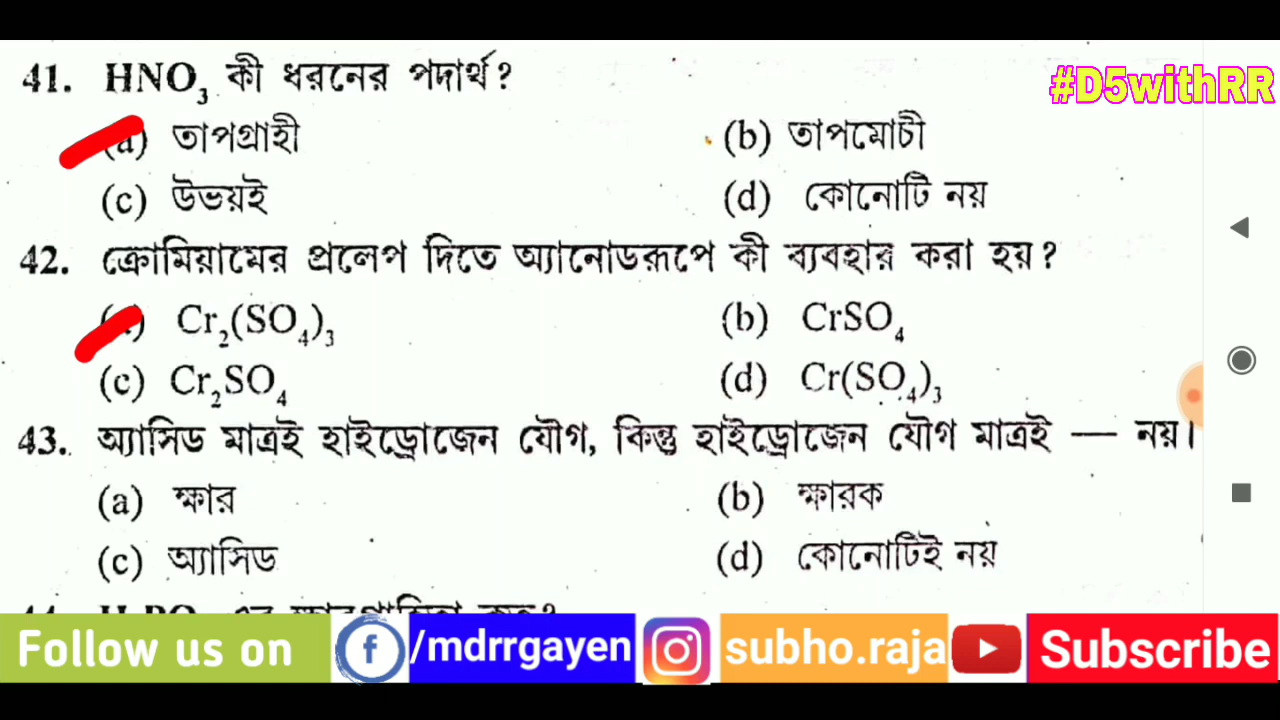 #D5withRR
41. HNO₃ কী ধরনের পদার্থ?
(a) তাপগ্রাহী (b) তাপমোচী
(c) উভয়ই (d) কোনোটি নয়
42. ক্রোমিয়ামের প্রলেপ দিতে অ্যানোডরূপে কী ব্যবহার করা হয়?
Cr₂(SO₄)₃ (b) CrSO₄
(c) Cr₂SO₄ (d) Cr(SO₄)₃
43. অ্যাসিড মাত্রই হাইড্রোজেন যৌগ, কিন্তু হাইড্রোজেন যৌগ মাত্রই — নয়।
(a) ক্ষার (b) ক্ষারক
(c) অ্যাসিড (d) কোনোটিই নয়
Follow us on /mdrrgayen subho.raja Subscribe